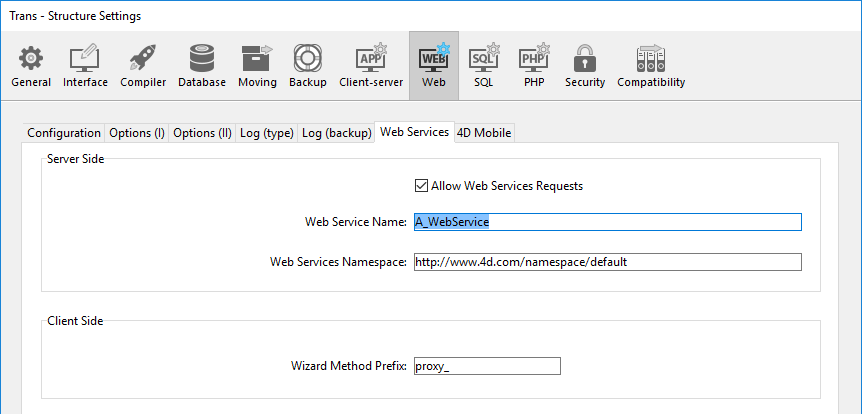 Trans - Structure Settings
APP WEB SQL PHP
General Interface Compiler Database Moving Backup Client-server Web SQL PHP Security Compatibility
Configuration Options (I) Options (II) Log (type) Log (backup) Web Services 4D Mobile
Server Side
Allow Web Services Requests
Web Service Name: A_WebService
Web Services Namespace: http://www.4d.com/namespace/default
Client Side
Wizard Method Prefix: proxy_